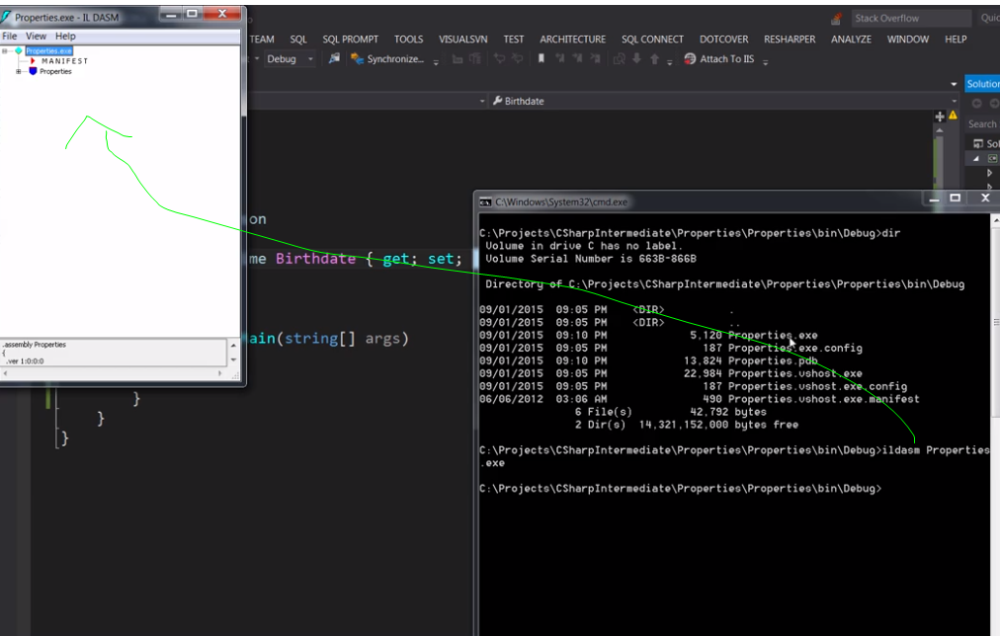 Properties.exe - IL DASM
File View Help
Properties.exe
MANIFEST
Properties
.assembly Properties
{
.ver 1:0:0:0
Stack Overflow
Quic
TEAM SQL SQL PROMPT TOOLS VISUALSVN TEST ARCHITECTURE SQL CONNECT DOTCOVER RESHARPER ANALYZE WINDOW HELP
Debug Synchronize... Attach To IIS
Birthdate
Solution
Search
Sol
on
me Birthdate { get; set;
ain(string[] args)
}
}
}
C:\Windows\System32\cmd.exe
C:\Projects\CSharpIntermediate\Properties\Properties\bin\Debug>dir
Volume in drive C has no label.
Volume Serial Number is 663B-866B
Directory of C:\Projects\CSharpIntermediate\Properties\Properties\bin\Debug
09/01/2015 09:05 PM <DIR> .
09/01/2015 09:05 PM <DIR> ..
09/01/2015 09:10 PM 5,120 Properties.exe
09/01/2015 09:05 PM 187 Properties.exe.config
09/01/2015 09:10 PM 13,824 Properties.pdb
09/01/2015 09:05 PM 22,984 Properties.vshost.exe
09/01/2015 09:05 PM 187 Properties.vshost.exe.config
06/06/2012 03:06 AM 490 Properties.vshost.exe.manifest
6 File(s) 42,792 bytes
2 Dir(s) 14,321,152,000 bytes free
C:\Projects\CSharpIntermediate\Properties\Properties\bin\Debug>ildasm Properties
.exe
C:\Projects\CSharpIntermediate\Properties\Properties\bin\Debug>